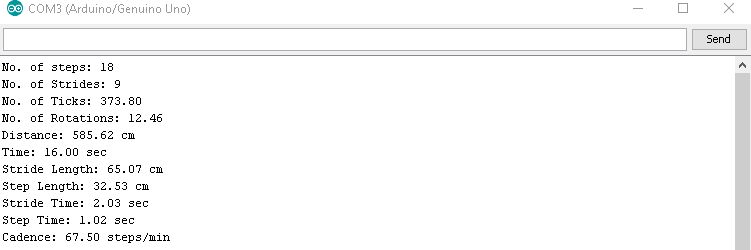 COM3 (Arduino/Genuino Uno)
Send
No. of steps: 18
No. of Strides: 9
No. of Ticks: 373.80
No. of Rotations: 12.46
Distance: 585.62 cm
Time: 16.00 sec
Stride Length: 65.07 cm
Step Length: 32.53 cm
Stride Time: 2.03 sec
Step Time: 1.02 sec
Cadence: 67.50 steps/min